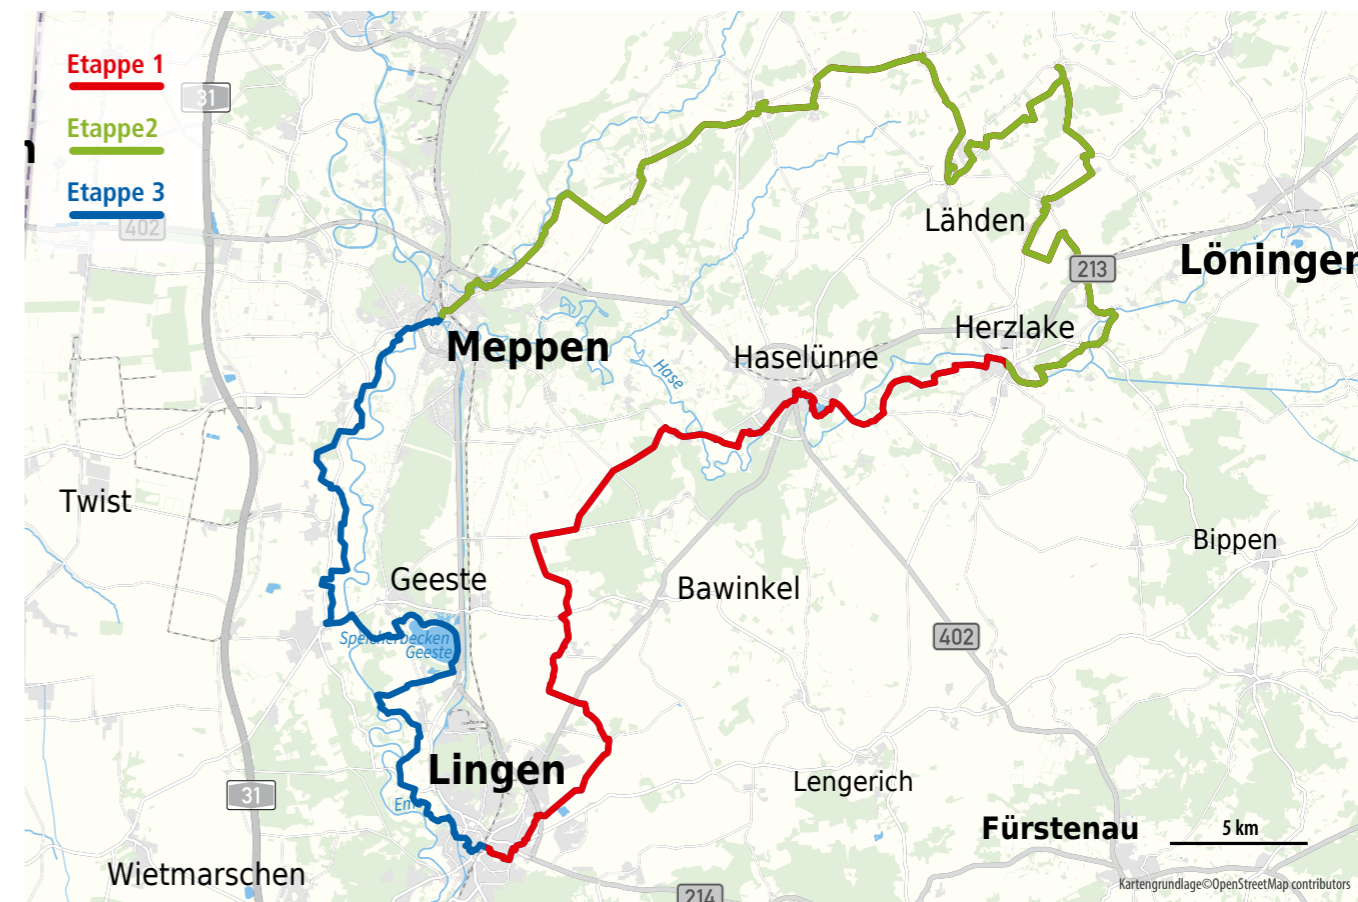 Etappe 1
31
Etappe2
n
Etappe 3
402
Lähden
Löninger
213
Herzlake
Meppen
Haselünne
Hase
Twist
Bippen
Geeste
Bawinkel
402
Speicherbecken
Geeste
Lingen
Lengerich
31
Em
Fürstenau
5 km
Wietmarschen
214
Kartengrundlage©OpenStreetMap contributors